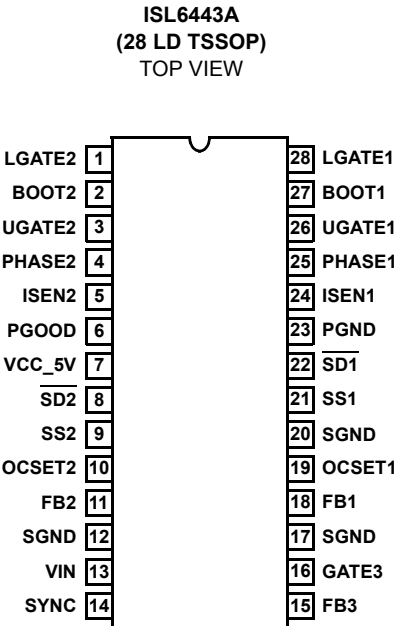 ISL6443A
(28 LD TSSOP)
TOP VIEW
LGATE2 1 28 LGATE1
BOOT2 2 27 BOOT1
UGATE2 3 26 UGATE1
PHASE2 4 25 PHASE1
ISEN2 5 24 ISEN1
PGOOD 6 23 PGND
VCC_5V 7 22 SD1
SD2 8 21 SS1
SS2 9 20 SGND
OCSET2 10 19 OCSET1
FB2 11 18 FB1
SGND 12 17 SGND
VIN 13 16 GATE3
SYNC 14 15 FB3